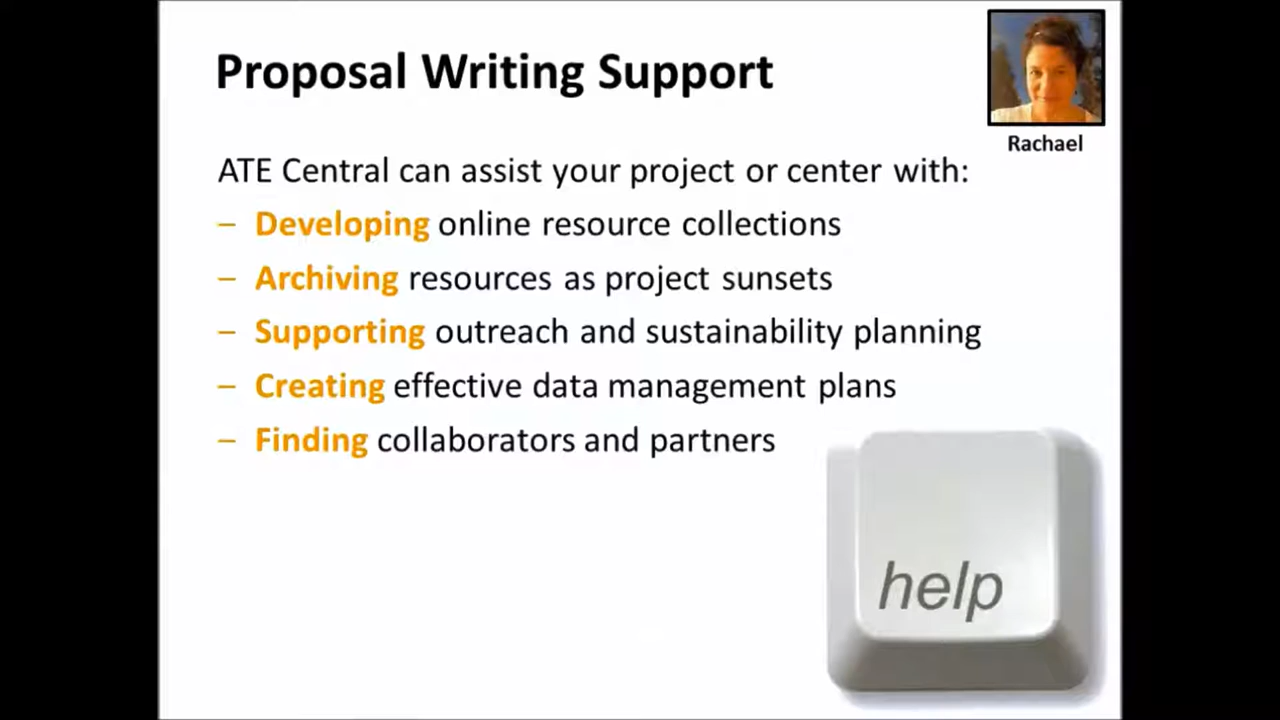 Proposal Writing Support
Rachael
ATE Central can assist your project or center with:
– Developing online resource collections
– Archiving resources as project sunsets
– Supporting outreach and sustainability planning
– Creating effective data management plans
– Finding collaborators and partners
help